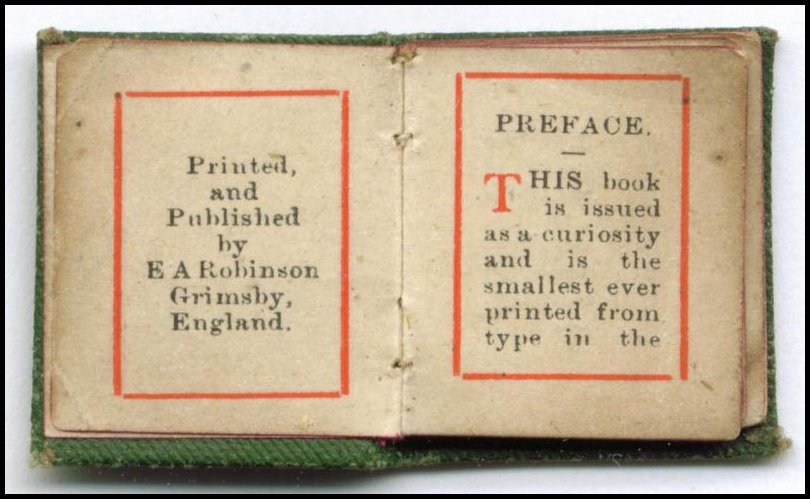 Printed,
and
Published
by
E A Robinson
Grimsby,
England.
PREFACE.
THIS book
is issued
as a curiosity
and is the
smallest ever
printed from
type in the